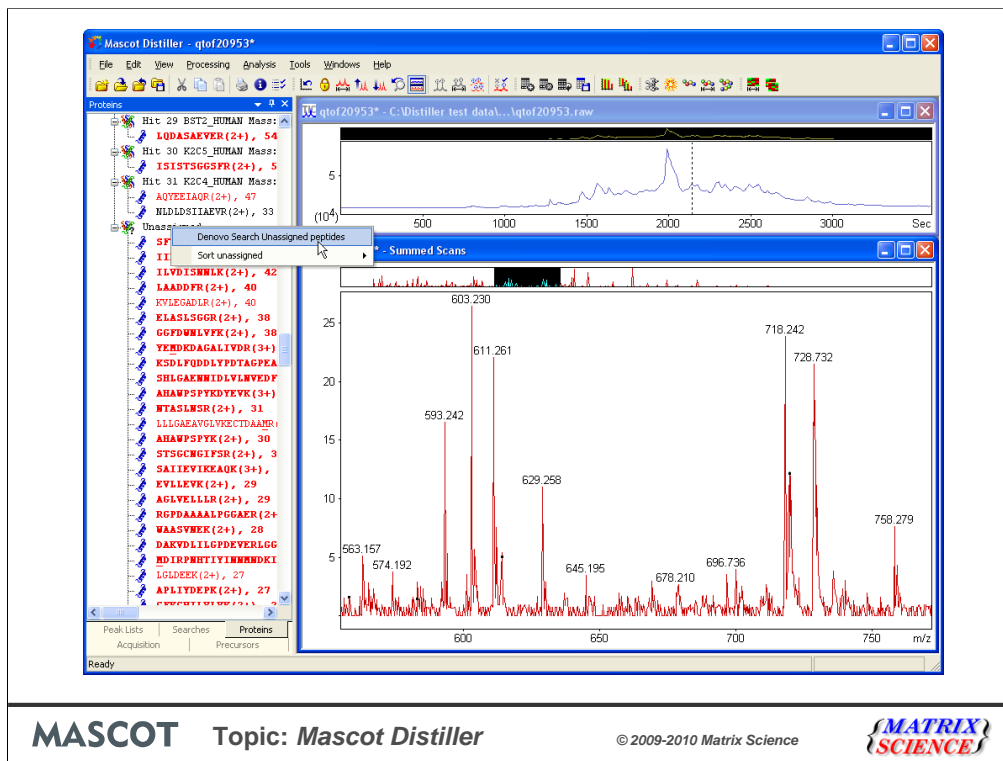 Mascot Distiller - qtof20953*
File Edit View Processing Analysis Tools Windows Help
Proteins
Hit 29 BST2_HUMAN Mass:
LQDASAEVER(2+), 54
Hit 30 K2C5_HUMAN Mass:
ISISTSGGSFR(2+), 5
Hit 31 K2C4_HUMAN Mass:
AQYEEIAQR(2+), 47
NLDLDSIIAEVR(2+), 33
Denovo Search Unassigned peptides
Sort unassigned
ILVDISNNLK(2+), 42
LAADDFR(2+), 40
KVLEGADLR(2+), 40
ELASLSGGR(2+), 38
GGFDWNLVFK(2+), 38
YEMDKDAGALIVDR(3+)
KSDLFQDDLYPDTAGPEA
SHLGAENNIDLVLNVEDF
AHAWPSPYKDYEVK(3+)
NTASLNSR(2+), 31
LLLGAEAVGLVKECTDAAMR(
AHAWPSPYK(2+), 30
STSGCNGIFSR(2+), 3
SAIIEVIKEAQK(3+),
EVLLEVK(2+), 29
AGLVELLLR(2+), 29
RGPDAAAALPGGAER(2+
WAASVNEK(2+), 28
DAKVDLILGPDEVERLGG
MDIRPNHTIYINNMNDKI
LGLDEEK(2+), 27
APLIYDEPK(2+), 27
Peak Lists Searches Proteins
Acquisition Precursors
Ready
qtof20953* - C:\Distiller test data\...\qtof20953.raw
5
(10⁴)
500 1000 1500 2000 2500 3000 Sec
* - Summed Scans
603.230
25
718.242
611.261
728.732
20
593.242
15
629.258
10
758.279
563.157
574.192
645.195
678.210
696.736
5
600 650 700 750 m/z
MASCOT Topic: Mascot Distiller © 2009-2010 Matrix Science
{MATRIX}
{SCIENCE}